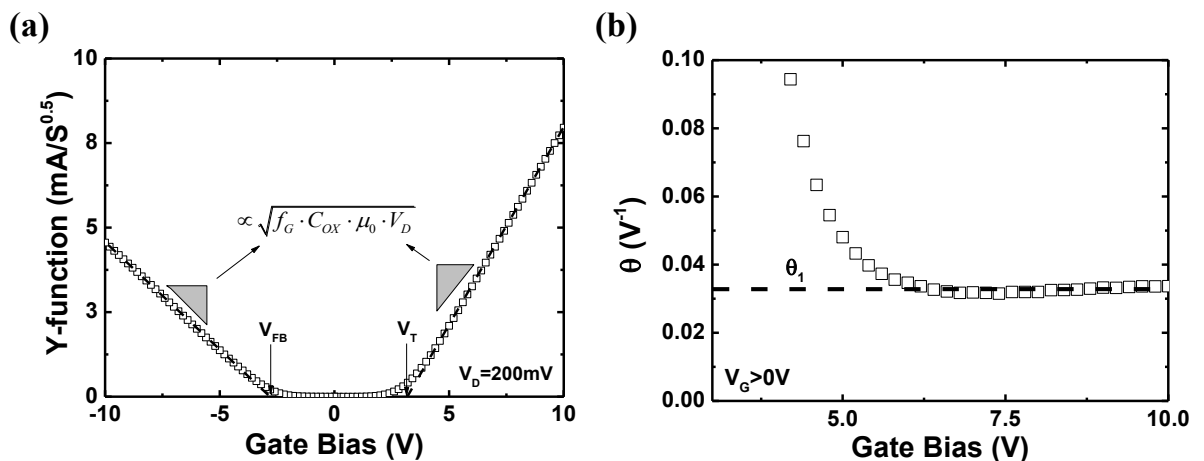 (a)
Y-function (mA/S^0.5)
10
8
5
3
0
∝ √f_G · C_OX · μ_0 · V_D
V_FB
V_T
V_D=200mV
-10
-5
0
5
10
Gate Bias (V)
(b)
θ (V^-1)
0.10
0.08
0.06
0.04
0.02
0.00
θ_1
V_G>0V
5.0
7.5
10.0
Gate Bias (V)